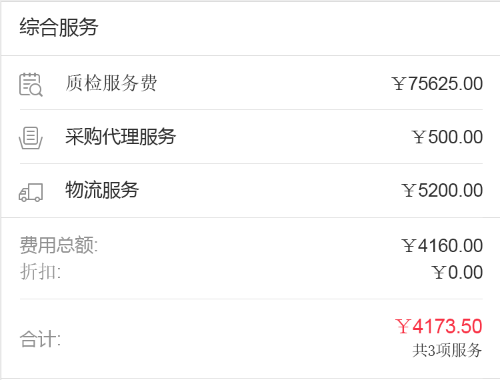 综合服务
质检服务费 ￥75625.00
采购代理服务 ￥500.00
物流服务 ￥5200.00
费用总额: ￥4160.00
折扣: ￥0.00
合计: ￥4173.50
共3项服务